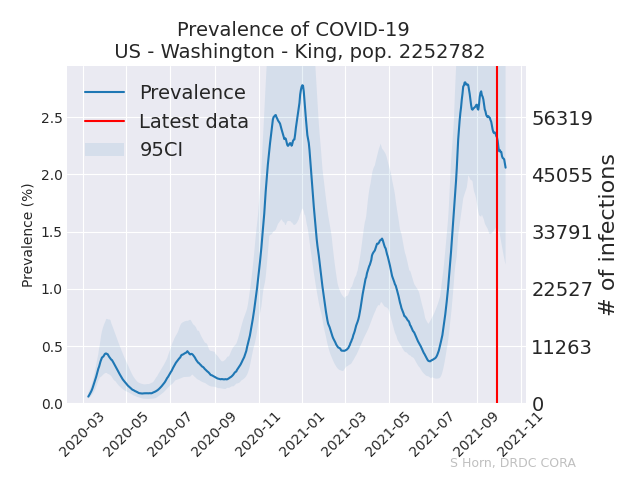 Prevalence of COVID-19
US - Washington - King, pop. 2252782
Prevalence
Latest data
95CI
Prevalence (%)
2.5
2.0
1.5
1.0
0.5
0.0
56319
45055
33791
22527
11263
0
# of infections
2020-03
2020-05
2020-07
2020-09
2020-11
2021-01
2021-03
2021-05
2021-07
2021-09
2021-11
S Horn, DRDC CORA